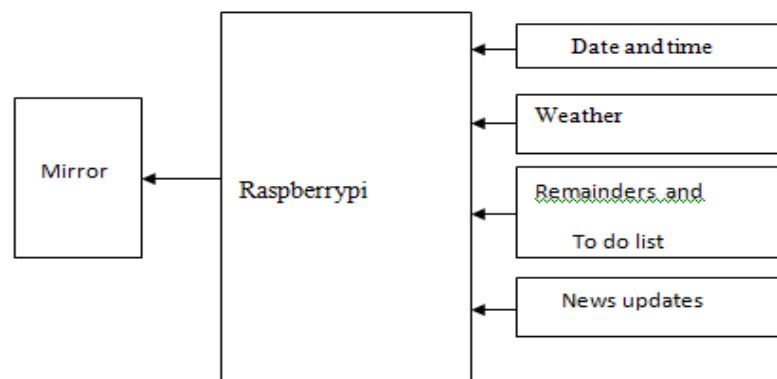 Mirror
Raspberrypi
Date and time
Weather
Remainders and
To do list
News updates